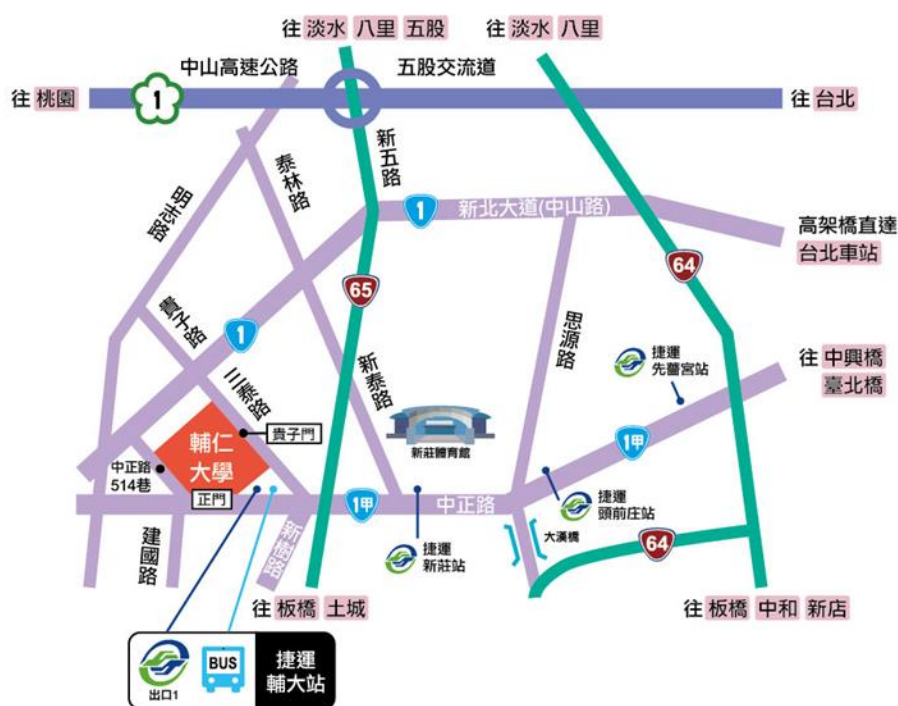 往 淡水 八里 五股
往 淡水 八里
中山高速公路
五股交流道
往 桃園
1
往 台北
新五路
泰林路
明志路
1
新北大道(中山路)
高架橋直達
台北車站
64
65
貴子路
1
思源路
捷運
先嗇宮站
往 中興橋
臺北橋
三泰路
新泰路
輔仁
大學
貴子門
新莊體育館
1甲
中正路
514巷
正門
1甲
中正路
捷運
頭前庄站
建國路
新樹路
捷運
新莊站
大漢橋
64
往 板橋 土城
往 板橋 中和 新店
出口1
BUS
捷運
輔大站